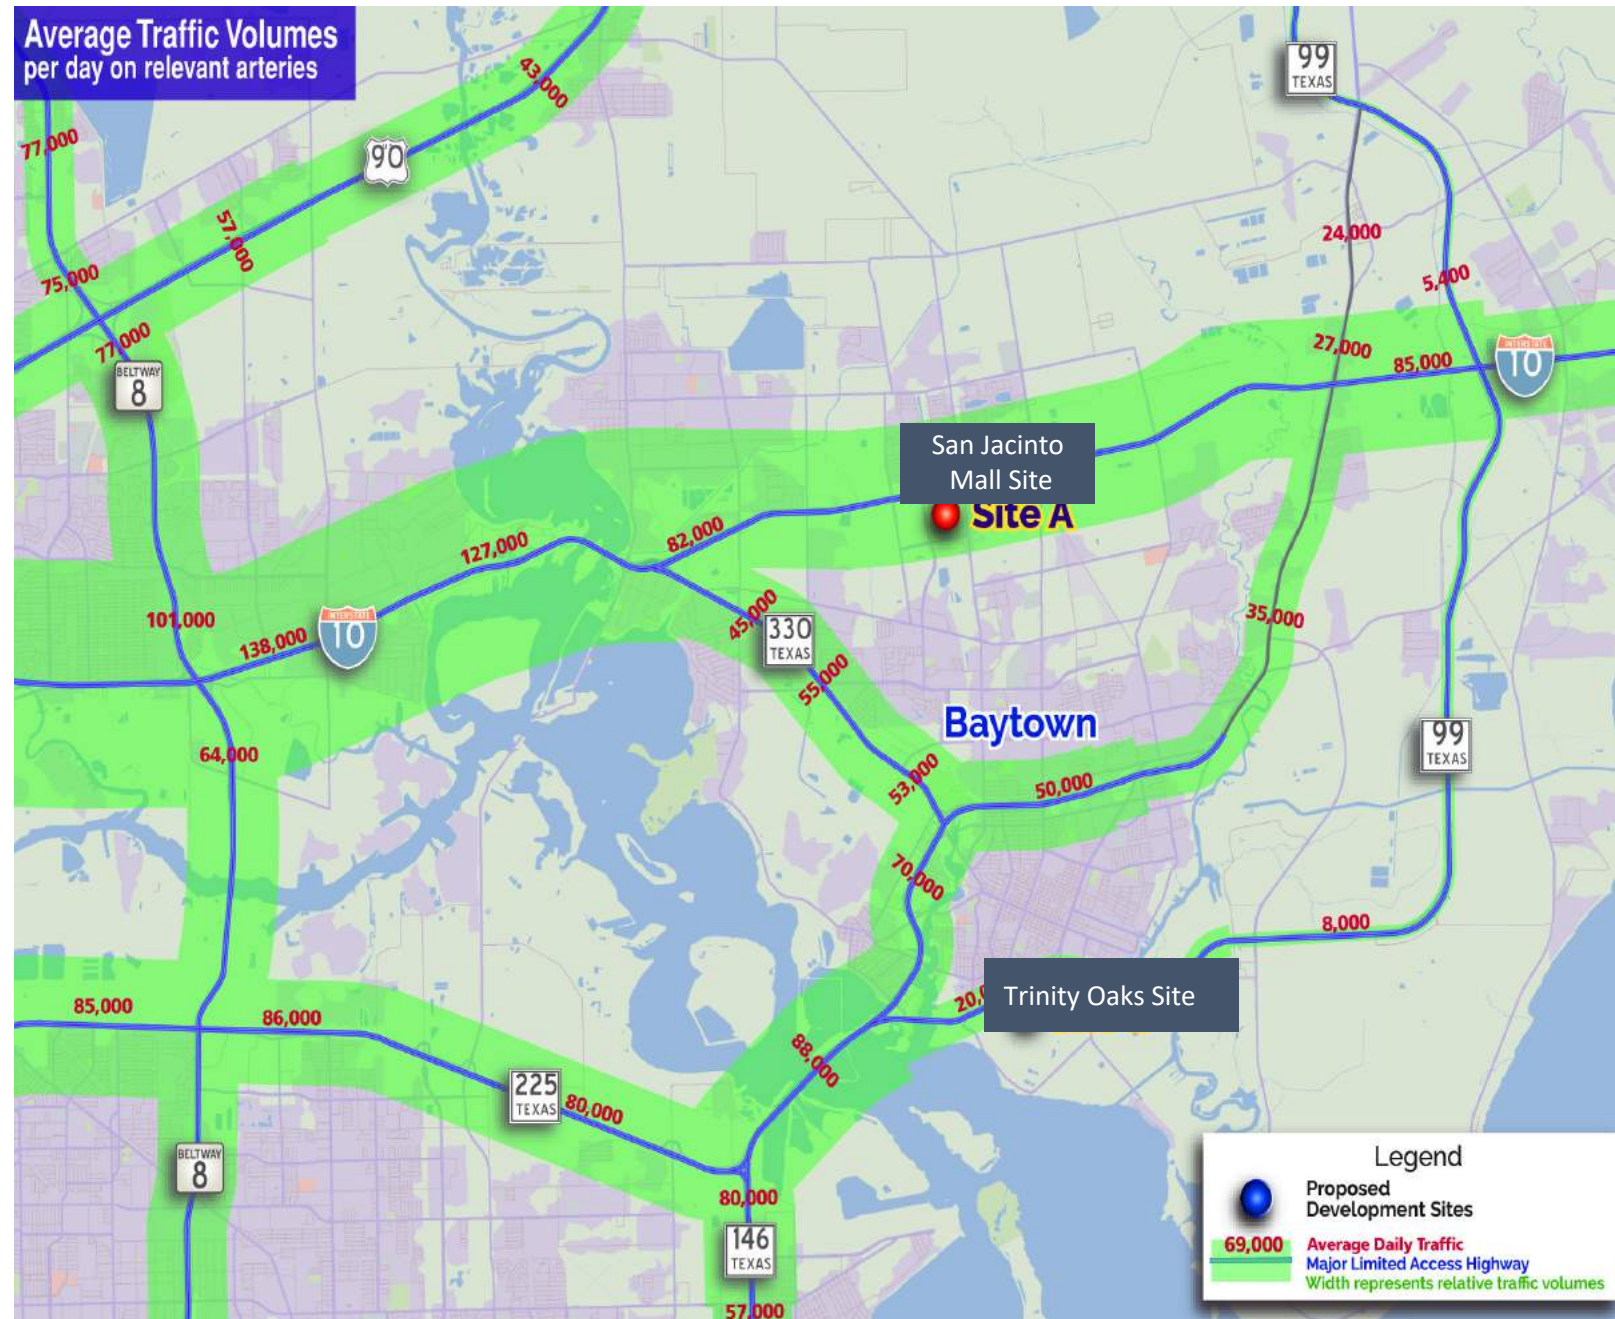 Average Traffic Volumes
per day on relevant arteries
99
TEXAS
43,000
77,000
90
57,000
24,000
75,000
5,400
77,000
27,000
85,000
INTERSTATE
10
BELTWAY
8
San Jacinto
Mall Site
Site A
82,000
127,000
101,000
138,000
INTERSTATE
10
45,000
330
TEXAS
35,000
55,000
Baytown
99
TEXAS
64,000
53,000
50,000
70,000
8,000
Trinity Oaks Site
85,000
86,000
88,000
225
TEXAS
80,000
BELTWAY
8
80,000
146
TEXAS
57,000
Legend
Proposed
Development Sites
69,000
Average Daily Traffic
Major Limited Access Highway
Width represents relative traffic volumes